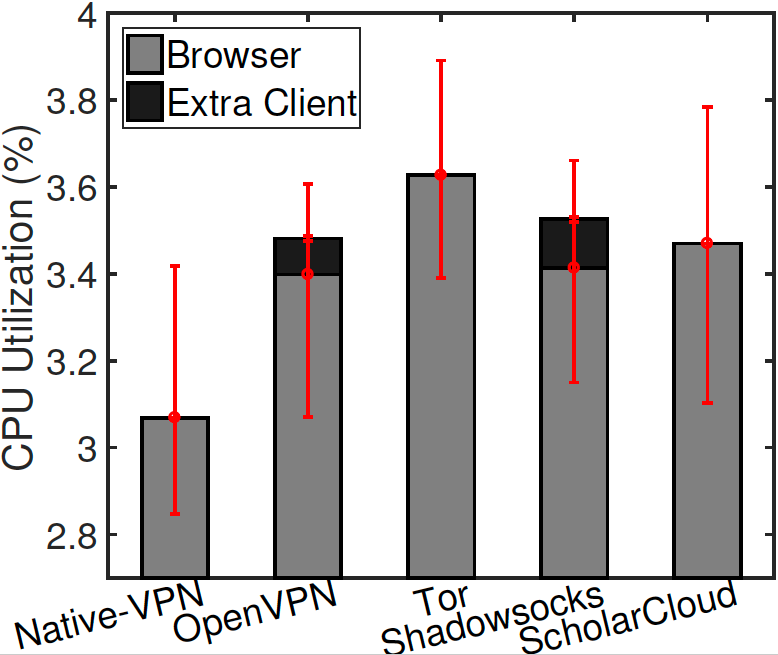 CPU Utilization (%)
4
3.8
3.6
3.4
3.2
3
2.8
Browser
Extra Client
Native-VPN
OpenVPN
Tor
Shadowsocks
ScholarCloud